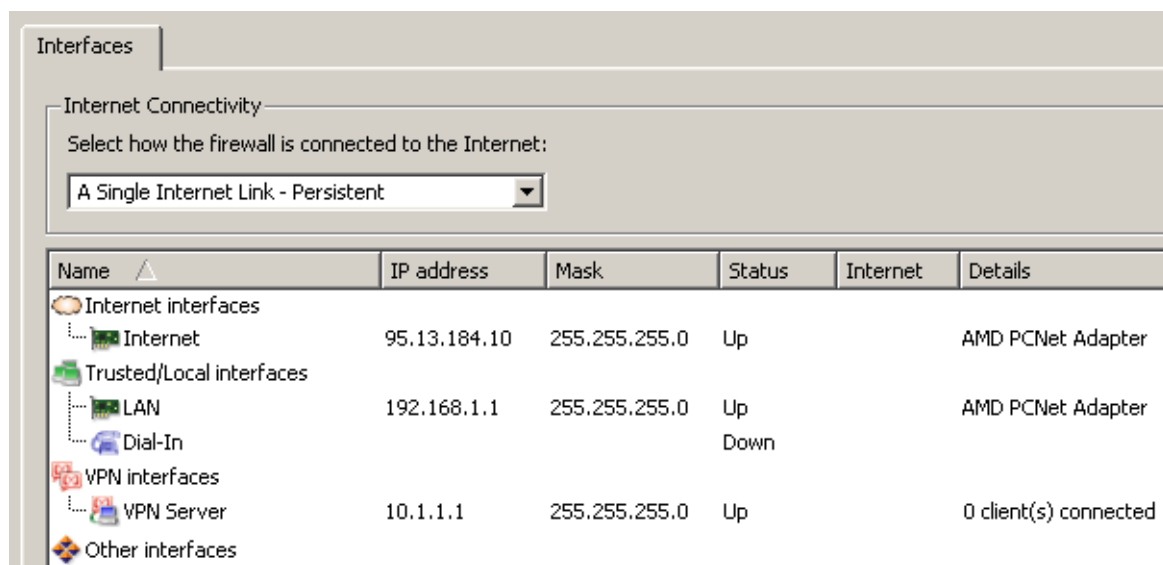 Interfaces
Internet Connectivity
Select how the firewall is connected to the Internet:
A Single Internet Link - Persistent
Name IP address Mask Status Internet Details
Internet interfaces
Internet 95.13.184.10 255.255.255.0 Up AMD PCNet Adapter
Trusted/Local interfaces
LAN 192.168.1.1 255.255.255.0 Up AMD PCNet Adapter
Dial-In Down
VPN interfaces
VPN Server 10.1.1.1 255.255.255.0 Up 0 client(s) connected
Other interfaces